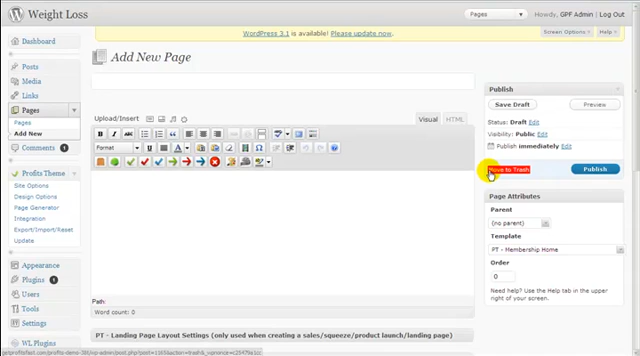 Weight Loss
Pages
Howdy, GPF Admin | Log Out
WordPress 3.1 is available! Please update now.
Screen Options
Help
Dashboard
Posts
Media
Links
Pages
Pages
Add New
Comments 1
Profits Theme
Site Options
Design Options
Page Generator
Integration
Export/Import/Reset
Update
Appearance
Plugins 1
Users
Tools
Settings
WL Plugins
Add New Page
Upload/Insert
Visual
HTML
Format
Path:
Word count: 0
PT - Landing Page Layout Settings (only used when creating a sales/squeeze/product launch/landing page)
Publish
Save Draft
Preview
Status: Draft Edit
Visibility: Public Edit
Publish immediately Edit
Move to Trash
Publish
Page Attributes
Parent
(no parent)
Template
PT - Membership Home
Order
0
Need help? Use the Help tab in the upper
right of your screen.